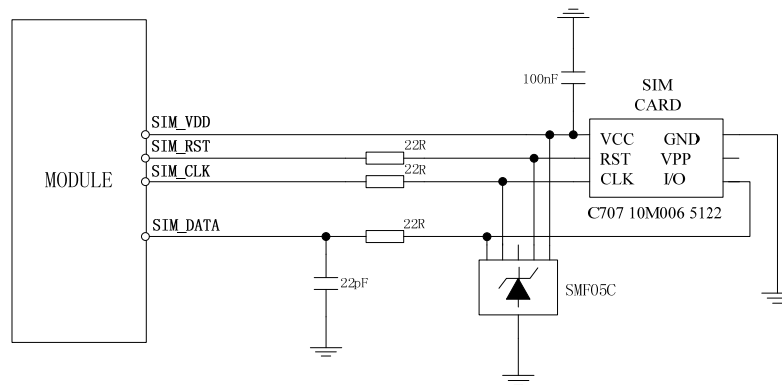 100nF
SIM
CARD
SIM_VDD
SIM_RST
22R
SIM_CLK
22R
MODULE
VCC GND
RST VPP
CLK I/O
C707 10M006 5122
SIM_DATA
22R
22pF
SMF05C